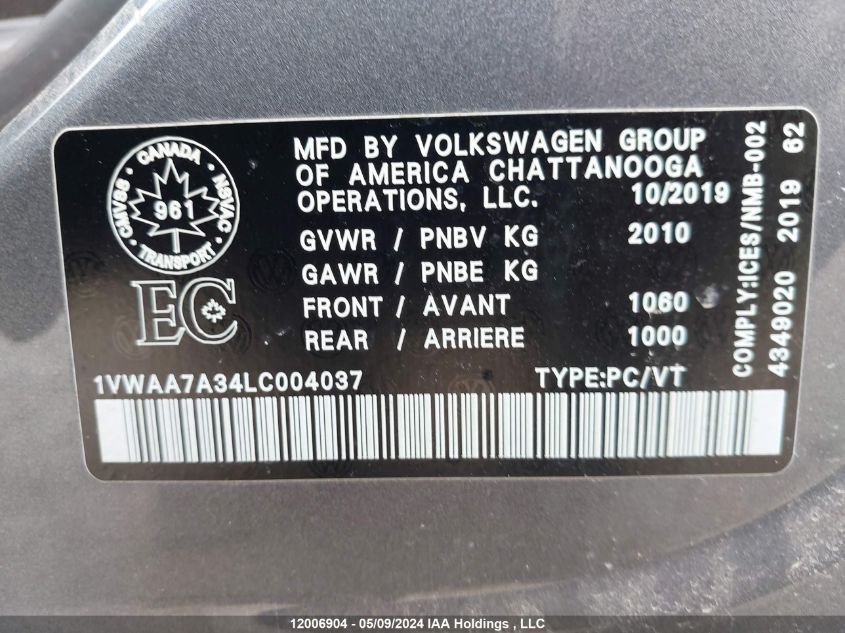 CANADA
CMVSS NSVAC
961
TRANSPORT
EC
MFD BY VOLKSWAGEN GROUP
OF AMERICA CHATTANOOGA
OPERATIONS, LLC. 10/2019
GVWR / PNBV KG 2010
GAWR / PNBE KG
FRONT / AVANT 1060
REAR / ARRIERE 1000
1VWAA7A34LC004037 TYPE:PC/VT
COMPLY:ICES/NMB-002
4349020 2019 62
12006904 - 05/09/2024 IAA Holdings , LLC